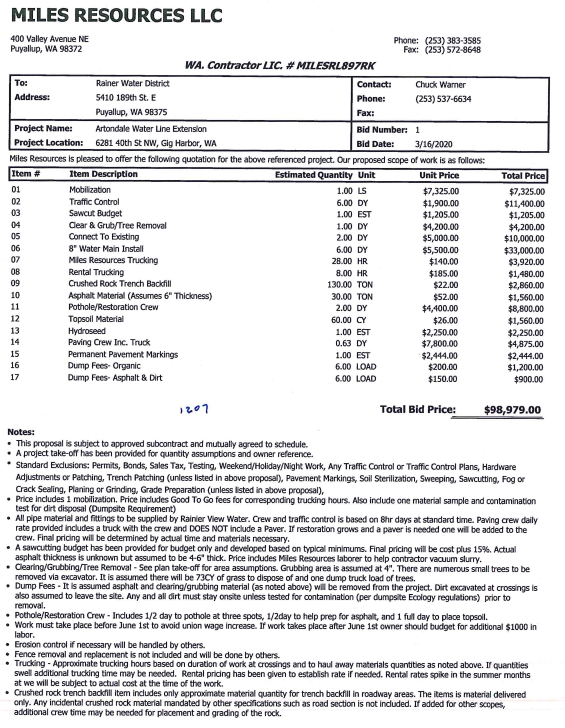 MILES RESOURCES LLC
400 Valley Avenue NE
Puyallup, WA 98372
Phone: (253) 383-3585
Fax: (253) 572-8648
WA. Contractor LIC. # MILESRL897RK
To: Rainer Water District Contact: Chuck Warner
Address: 5410 189th St. E Phone: (253) 537-6634
Puyallup, WA 98375 Fax:
Project Name: Artondale Water Line Extension Bid Number: 1
Project Location: 6281 40th St NW, Gig Harbor, WA Bid Date: 3/16/2020
Miles Resources is pleased to offer the following quotation for the above referenced project. Our proposed scope of work is as follows:
Item # Item Description Estimated Quantity Unit Unit Price Total Price
01 Mobilization 1.00 LS $7,325.00 $7,325.00
02 Traffic Control 6.00 DY $1,900.00 $11,400.00
03 Sawcut Budget 1.00 EST $1,205.00 $1,205.00
04 Clear & Grub/Tree Removal 1.00 DY $4,200.00 $4,200.00
05 Connect To Existing 2.00 DY $5,000.00 $10,000.00
06 8" Water Main Install 6.00 DY $5,500.00 $33,000.00
07 Miles Resources Trucking 28.00 HR $140.00 $3,920.00
08 Rental Trucking 8.00 HR $185.00 $1,480.00
09 Crushed Rock Trench Backfill 130.00 TON $22.00 $2,860.00
10 Asphalt Material (Assumes 6" Thickness) 30.00 TON $52.00 $1,560.00
11 Pothole/Restoration Crew 2.00 DY $4,400.00 $8,800.00
12 Topsoil Material 60.00 CY $26.00 $1,560.00
13 Hydroseed 1.00 EST $2,250.00 $2,250.00
14 Paving Crew Inc. Truck 0.63 DY $7,800.00 $4,875.00
15 Permanent Pavement Markings 1.00 EST $2,444.00 $2,444.00
16 Dump Fees- Organic 6.00 LOAD $200.00 $1,200.00
17 Dump Fees- Asphalt & Dirt 6.00 LOAD $150.00 $900.00
1207 Total Bid Price: $98,979.00
Notes:
• This proposal is subject to approved subcontract and mutually agreed to schedule.
• A project take-off has been provided for quantity assumptions and owner reference.
• Standard Exclusions: Permits, Bonds, Sales Tax, Testing, Weekend/Holiday/Night Work, Any Traffic Control or Traffic Control Plans, Hardware
Adjustments or Patching, Trench Patching (unless listed in above proposal), Pavement Markings, Soil Sterilization, Sweeping, Sawcutting, Fog or
Crack Sealing, Planing or Grinding, Grade Preparation (unless listed in above proposal),
• Price includes 1 mobilization. Price includes Good To Go fees for corresponding trucking hours. Also include one material sample and contamination
test for dirt disposal (Dumpsite Requirement)
• All pipe material and fittings to be supplied by Rainier View Water. Crew and traffic control is based on 8hr days at standard time. Paving crew daily
rate provided includes a truck with the crew and DOES NOT include a Paver. If restoration grows and a paver is needed one will be added to the
crew. Final pricing will be determined by actual time and materials necessary.
• A sawcutting budget has been provided for budget only and developed based on typical minimums. Final pricing will be cost plus 15%. Actual
asphalt thickness is unknown but assumed to be 4-6" thick. Price includes Miles Resources laborer to help contractor vacuum slurry.
• Clearing/Grubbing/Tree Removal - See plan take-off for area assumptions. Grubbing area is assumed at 4". There are numerous small trees to be
removed via excavator. It is assumed there will be 73CY of grass to dispose of and one dump truck load of trees.
• Dump Fees - It is assumed asphalt and clearing/grubbing material (as noted above) will be removed from the project. Dirt excavated at crossings is
also assumed to leave the site. Any and all dirt must stay onsite unless tested for contamination (per dumpsite Ecology regulations) prior to
removal.
• Pothole/Restoration Crew - Includes 1/2 day to pothole at three spots, 1/2day to help prep for asphalt, and 1 full day to place topsoil.
• Work must take place before June 1st to avoid union wage increase. If work takes place after June 1st owner should budget for additional $1000 in
labor.
• Erosion control if necessary will be handled by others.
• Fence removal and replacement is not included and will be done by others.
• Trucking - Approximate trucking hours based on duration of work at crossings and to haul away materials quantities as noted above. If quantities
swell additional trucking time may be needed. Rental pricing has been given to establish rate if needed. Rental rates spike in the summer months
at we will be subject to actual cost at the time of the work.
• Crushed rock trench backfill item includes only approximate material quantity for trench backfill in roadway areas. The items is material delivered
only. Any incidental crushed rock material mandated by other specifications such as road section is not included. If added for other scopes,
additional crew time may be needed for placement and grading of the rock.